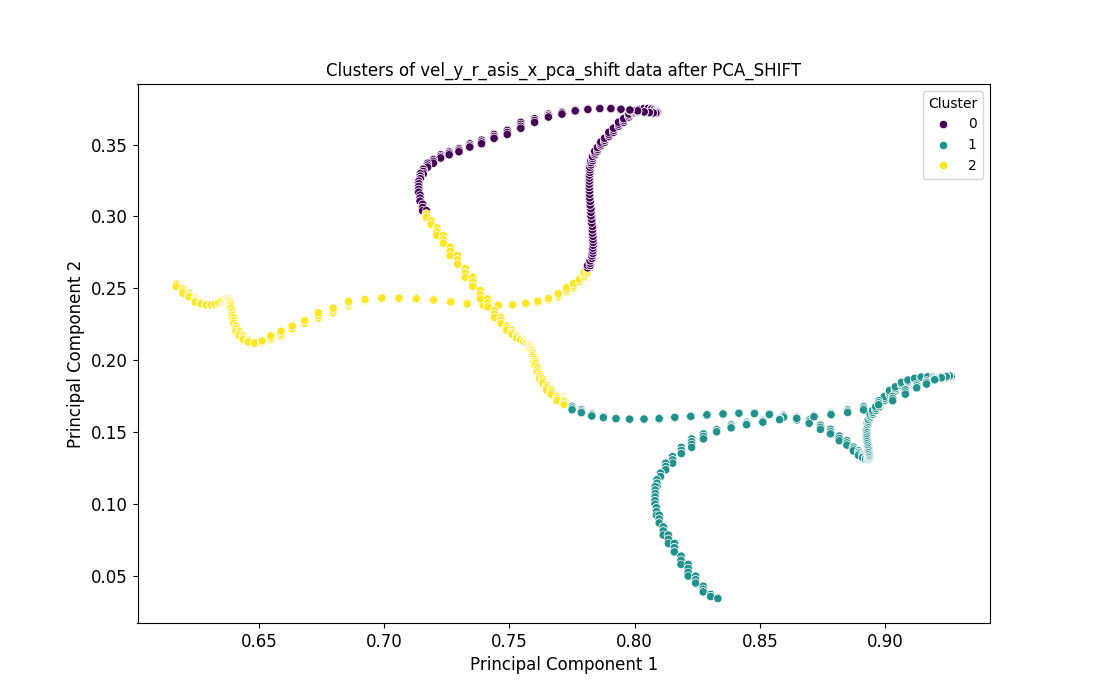 Clusters of vel_y_r_asis_x_pca_shift data after PCA_SHIFT
Cluster
0
1
2
Principal Component 2
0.35
0.30
0.25
0.20
0.15
0.10
0.05
0.65 0.70 0.75 0.80 0.85 0.90
Principal Component 1